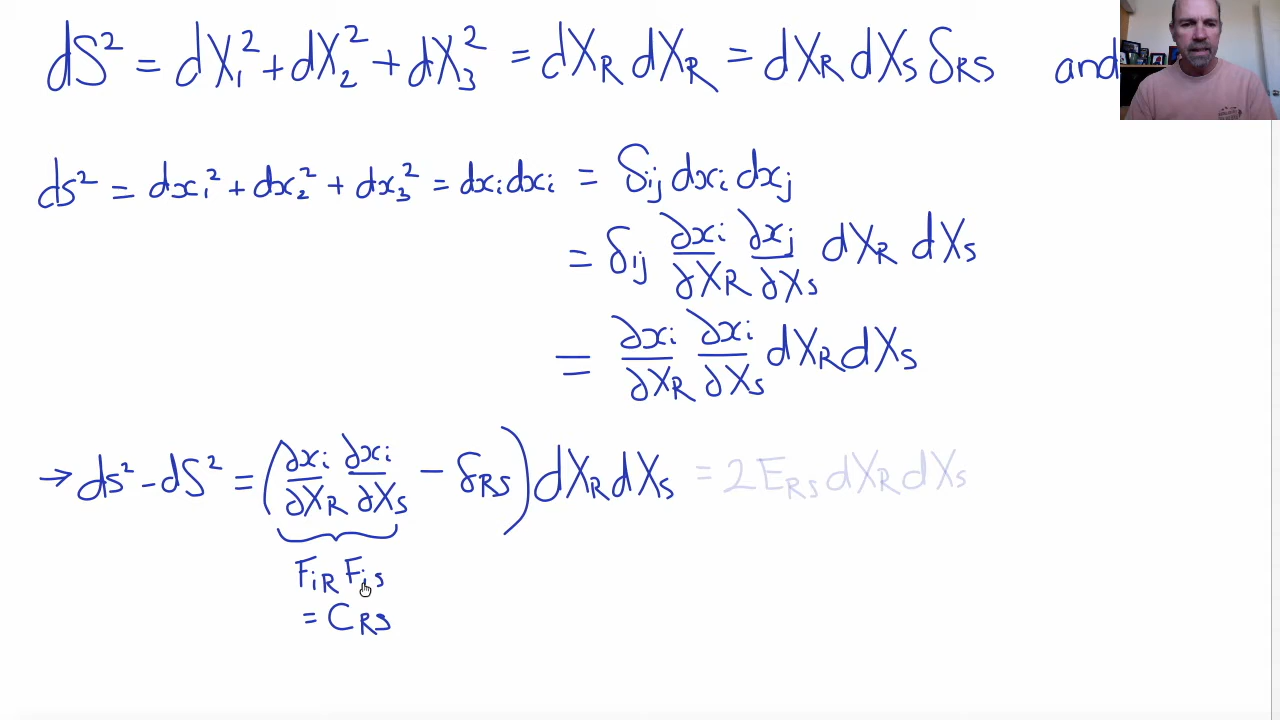 dS² = dX₁² + dX₂² + dX₃² = dX_R dX_R = dX_R dX_S δ_RS and
ds² = dx₁² + dx₂² + dx₃² = dx_i dx_i = δ_ij dx_i dx_j
= δ_ij ∂x_i/∂X_R ∂x_j/∂X_S dX_R dX_S
= ∂x_i/∂X_R ∂x_i/∂X_S dX_R dX_S
→ ds² - dS² = (∂x_i/∂X_R ∂x_i/∂X_S - δ_RS) dX_R dX_S = 2E_RS dX_R dX_S
F_iR F_iS
= C_RS